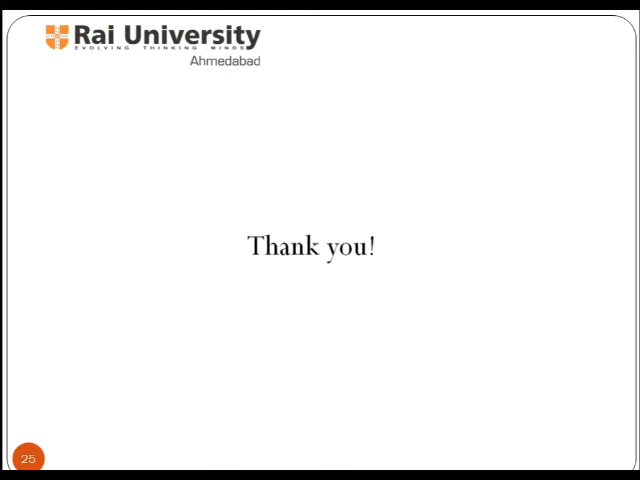 Rai University
EVOLVING THINKING MINDS
Ahmedabad
Thank you!
25